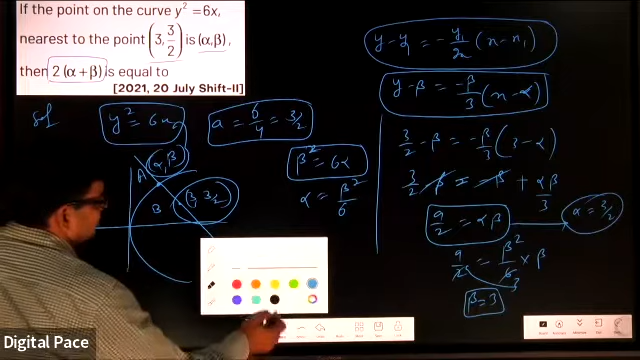 If the point on the curve y² = 6x,
nearest to the point (3, 3/2) is (α,β),
then 2 (α + β) is equal to
[2021, 20 July Shift-II]
Sol
y² = 6x
a = 6/4 = 3/2
β² = 6α
α = β²/6
A (α, β)
B (3, 3/2)
y - y₁ = -y₁/2a (x - x₁)
y - β = -β/3 (x - α)
3/2 - β = -β/3 (3 - α)
3/2 - β = -β + αβ/3
9/2 = αβ
α = 3/2
9/2 = β²/6 × β
3
β = 3
Digital Pace